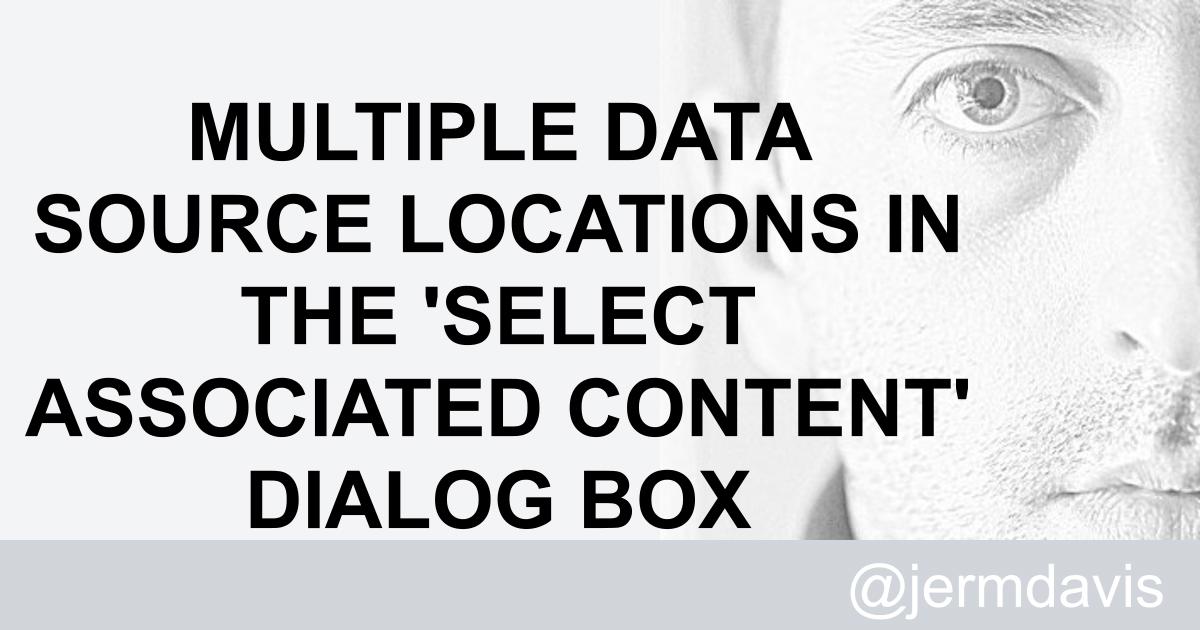 MULTIPLE DATA
SOURCE LOCATIONS IN
THE 'SELECT
ASSOCIATED CONTENT'
DIALOG BOX
@jermdavis